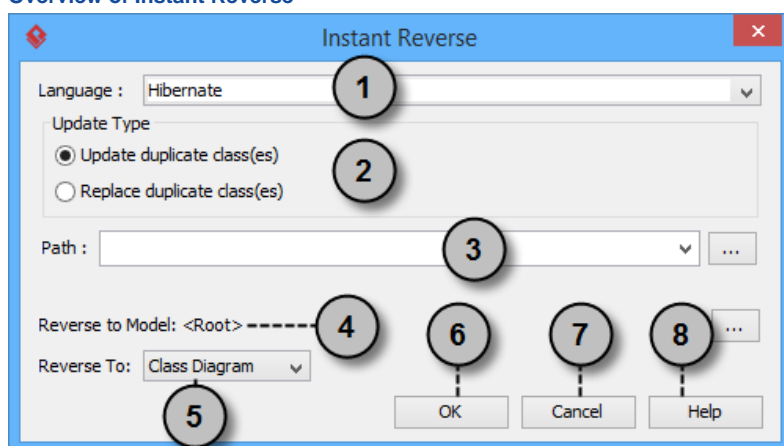 Overview of Instant Reverse
Instant Reverse
Language : Hibernate 1
Update Type
Update duplicate class(es)
2
Replace duplicate class(es)
Path : 3 ...
Reverse to Model: <Root> 4 ...
6 7 8
Reverse To: Class Diagram
5 OK Cancel Help